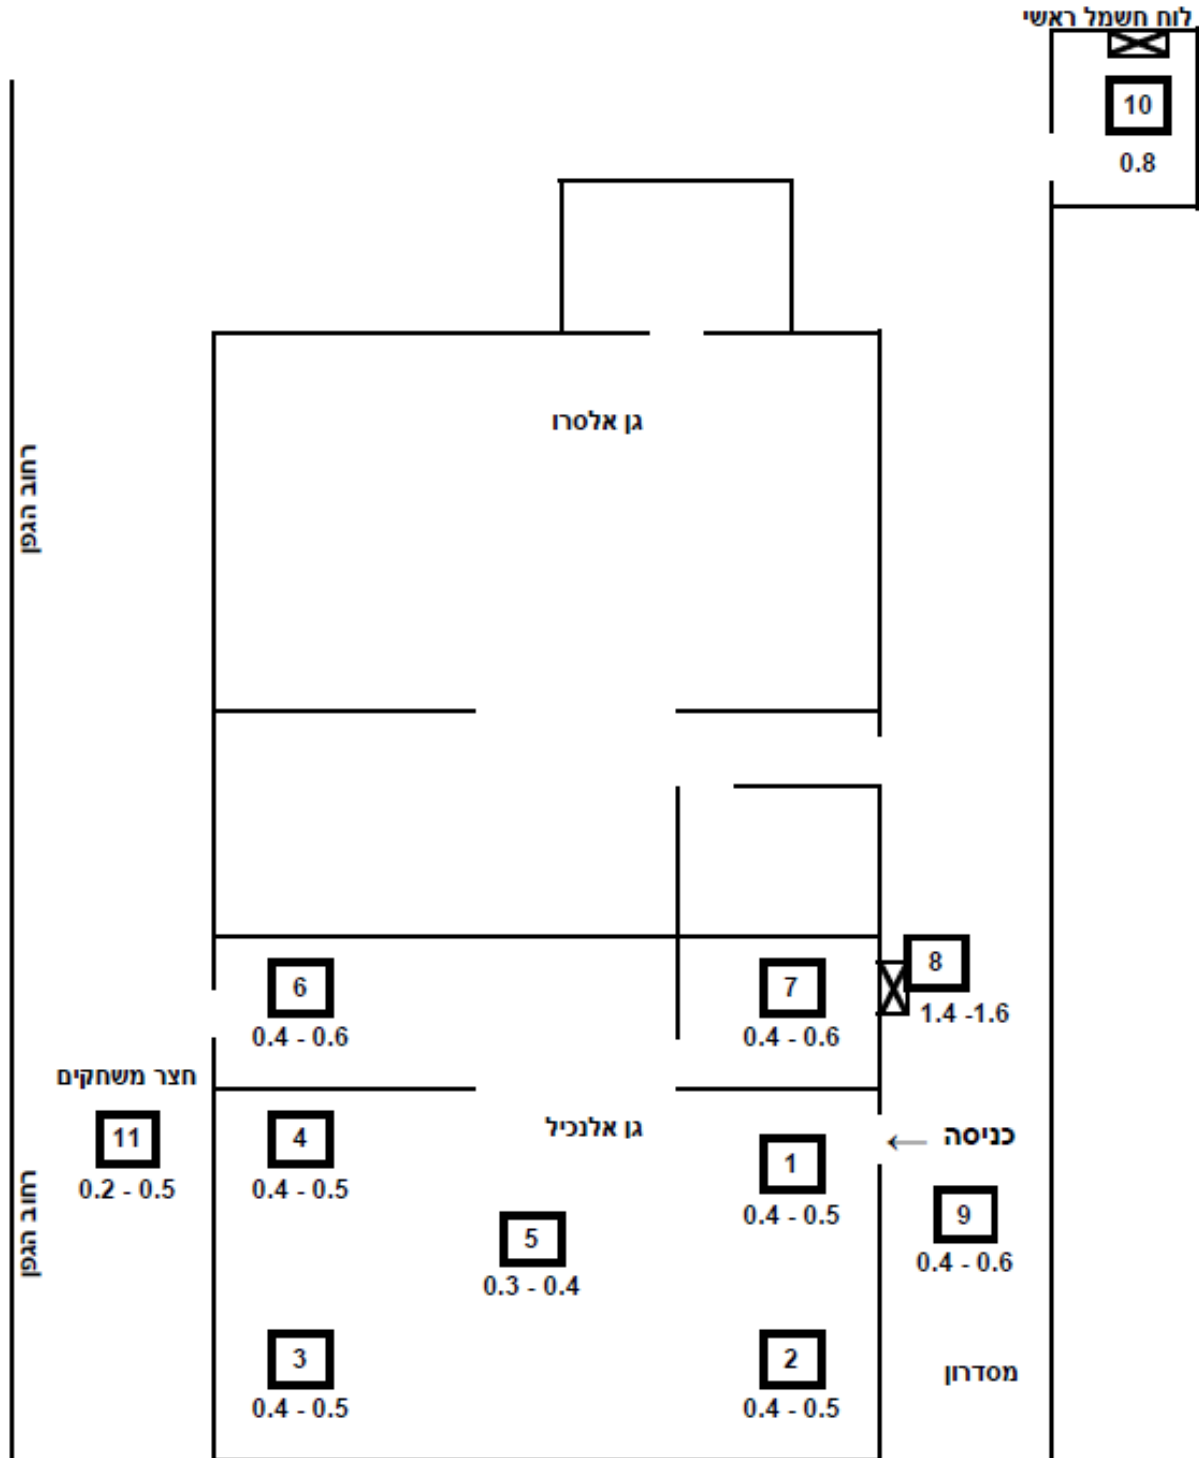 לוח חשמל ראשי
10
0.8
גן אלסרו
רחוב הגפן
8
1.4 -1.6
7
0.4 - 0.6
6
0.4 - 0.6
חצר משחקים
11
0.2 - 0.5
רחוב הגפן
גן אלנכיל
כניסה ←
1
0.4 - 0.5
4
0.4 - 0.5
9
0.4 - 0.6
5
0.3 - 0.4
מסדרון
2
0.4 - 0.5
3
0.4 - 0.5